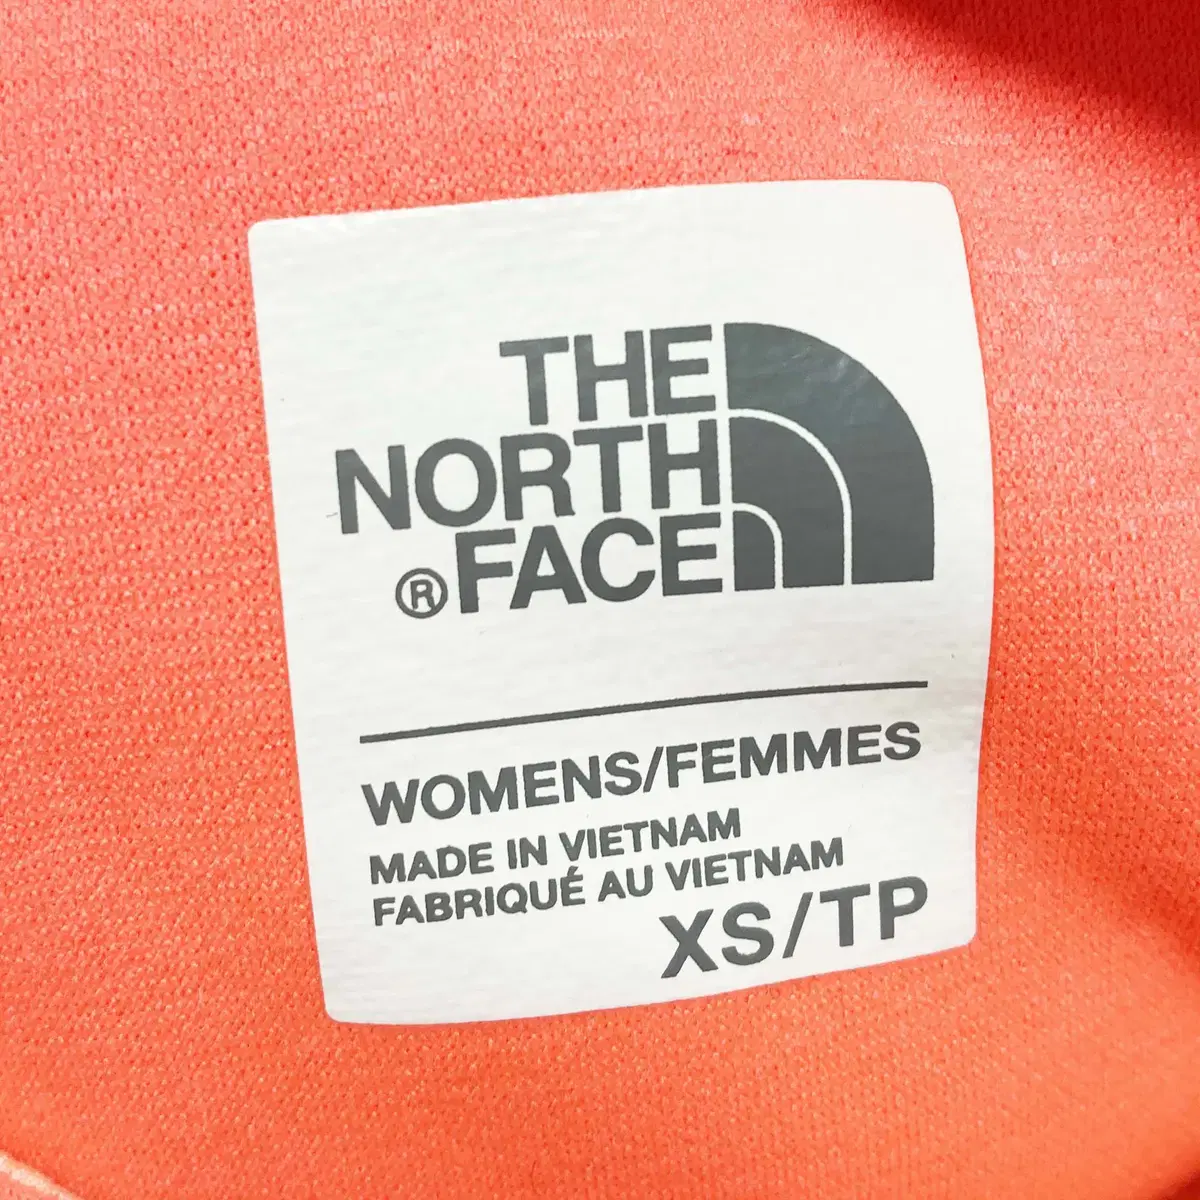 THE
NORTH
® FACE
WOMENS/FEMMES
MADE IN VIETNAM
FABRIQUÉ AU VIETNAM
XS/TP